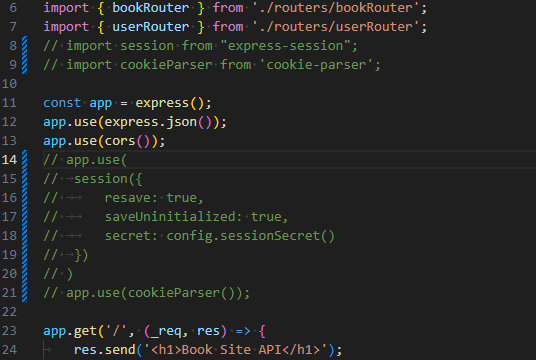 6 import { bookRouter } from './routers/bookRouter';
7 import { userRouter } from './routers/userRouter';
8 // import session from "express-session";
9 // import cookieParser from 'cookie-parser';
10
11 const app = express();
12 app.use(express.json());
13 app.use(cors());
14 // app.use(
15 // →session({
16 // →→ resave: true,
17 // →→ saveUninitialized: true,
18 // →→ secret: config.sessionSecret()
19 // →})
20 // )
21 // app.use(cookieParser());
22
23 app.get('/', (_req, res) => {
24 → res.send('<h1>Book Site API</h1>');